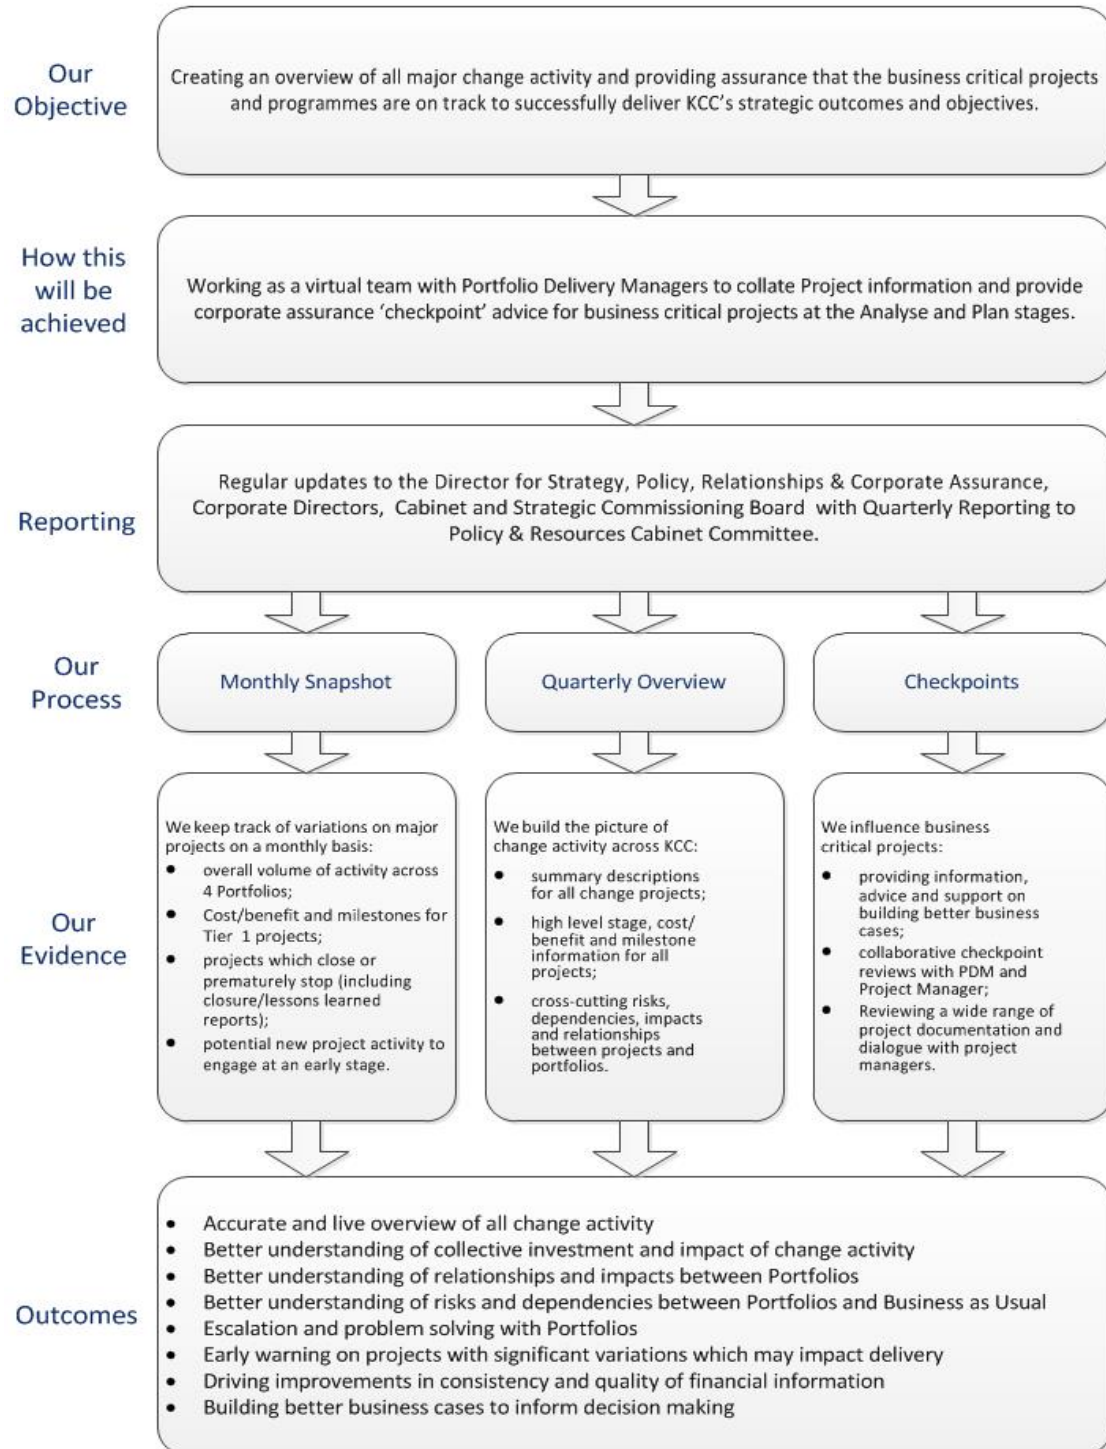 Our
Objective
Creating an overview of all major change activity and providing assurance that the business critical projects
and programmes are on track to successfully deliver KCC's strategic outcomes and objectives.
How this
will be
achieved
Working as a virtual team with Portfolio Delivery Managers to collate Project information and provide
corporate assurance ‘checkpoint’ advice for business critical projects at the Analyse and Plan stages.
Reporting
Regular updates to the Director for Strategy, Policy, Relationships & Corporate Assurance,
Corporate Directors, Cabinet and Strategic Commissioning Board with Quarterly Reporting to
Policy & Resources Cabinet Committee.
Our
Process
Monthly Snapshot
Quarterly Overview
Checkpoints
Our
Evidence
We keep track of variations on major
projects on a monthly basis:
● overall volume of activity across
4 Portfolios;
● Cost/benefit and milestones for
Tier 1 projects;
● projects which close or
prematurely stop (including
closure/lessons learned
reports);
● potential new project activity to
engage at an early stage.
We build the picture of
change activity across KCC:
● summary descriptions
for all change projects;
● high level stage, cost/
benefit and milestone
information for all
projects;
● cross-cutting risks,
dependencies, impacts
and relationships
between projects and
portfolios.
We influence business
critical projects:
● providing information,
advice and support on
building better business
cases;
● collaborative checkpoint
reviews with PDM and
Project Manager;
● Reviewing a wide range of
project documentation and
dialogue with project
managers.
Outcomes
• Accurate and live overview of all change activity
• Better understanding of collective investment and impact of change activity
• Better understanding of relationships and impacts between Portfolios
• Better understanding of risks and dependencies between Portfolios and Business as Usual
• Escalation and problem solving with Portfolios
• Early warning on projects with significant variations which may impact delivery
• Driving improvements in consistency and quality of financial information
• Building better business cases to inform decision making